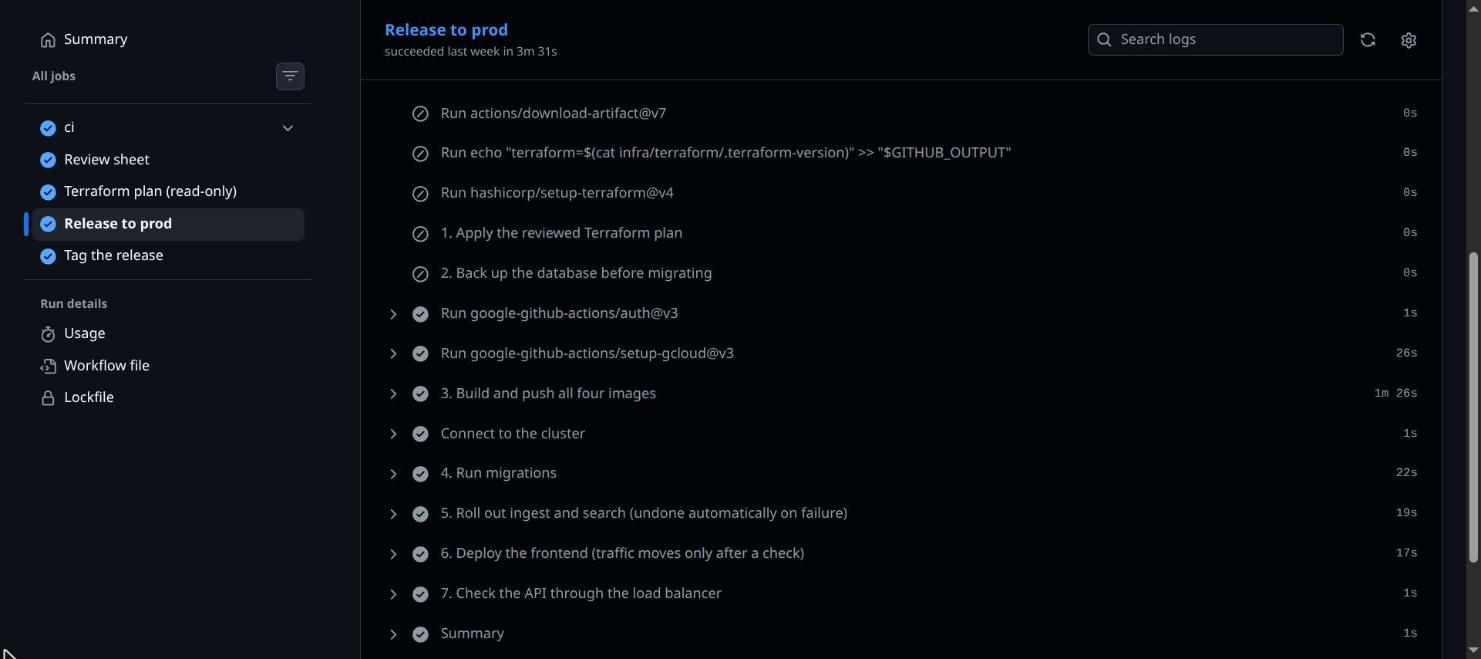 Summary
All jobs
ci
Review sheet
Terraform plan (read-only)
Release to prod
Tag the release
Run details
Usage
Workflow file
Lockfile
Release to prod
succeeded last week in 3m 31s
Search logs
Run actions/download-artifact@v7 0s
Run echo "terraform=$(cat infra/terraform/.terraform-version)" >> "$GITHUB_OUTPUT" 0s
Run hashicorp/setup-terraform@v4 0s
1. Apply the reviewed Terraform plan 0s
2. Back up the database before migrating 0s
Run google-github-actions/auth@v3 1s
Run google-github-actions/setup-gcloud@v3 26s
3. Build and push all four images 1m 26s
Connect to the cluster 1s
4. Run migrations 22s
5. Roll out ingest and search (undone automatically on failure) 19s
6. Deploy the frontend (traffic moves only after a check) 17s
7. Check the API through the load balancer 1s
Summary 1s